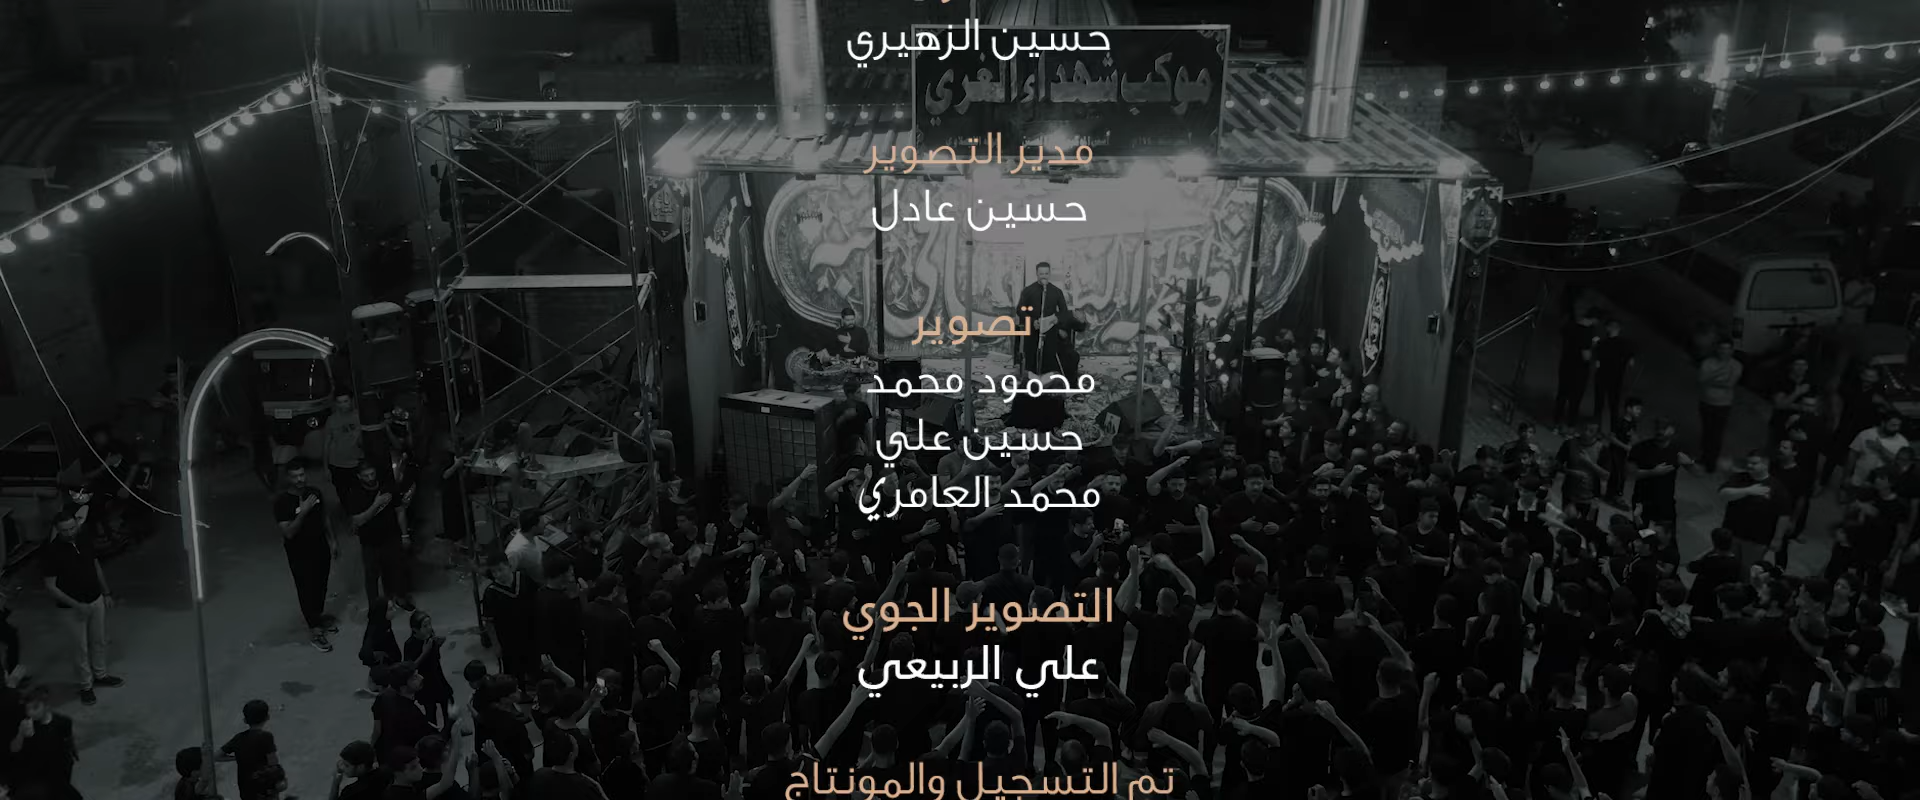 حسين الزهيري
موكب شهداء الغري
مدير التصوير
حسين عادل
تصوير
محمود محمد
حسين علي
محمد العامري
التصوير الجوي
علي الربيعي
تم التسجيل والمونتاج